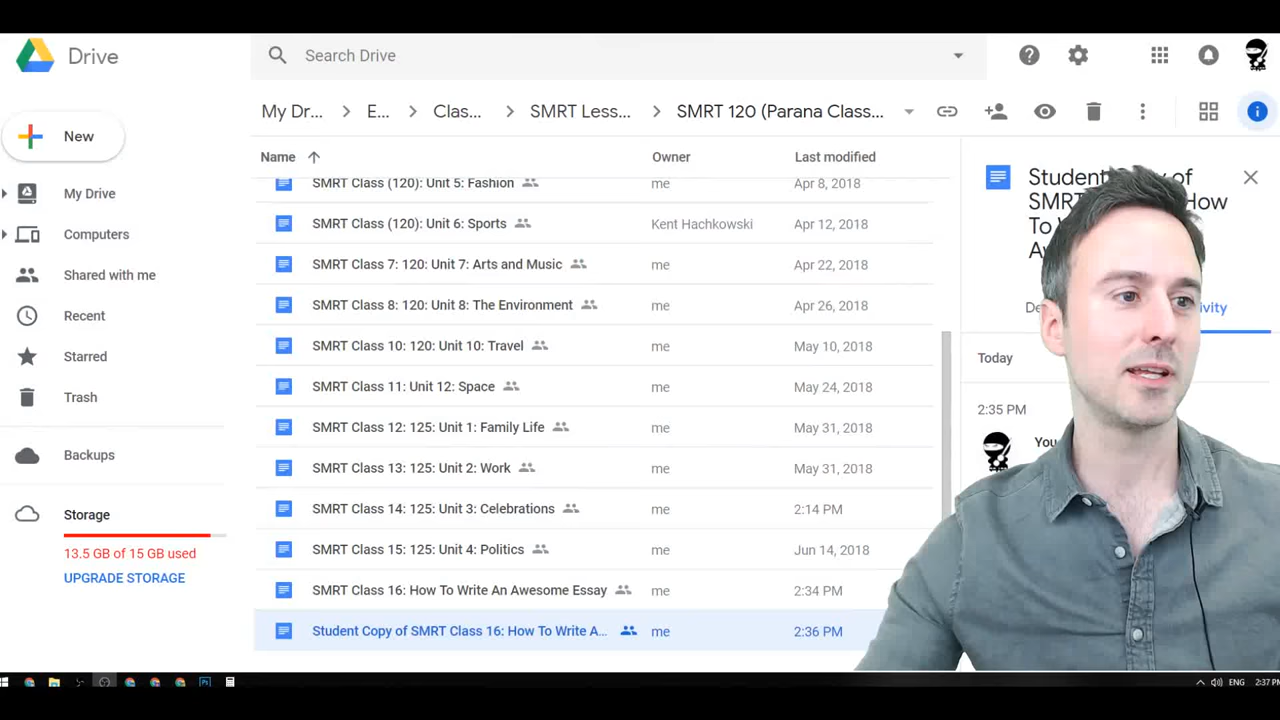 Drive
Search Drive
New
My Drive
Computers
Shared with me
Recent
Starred
Trash
Backups
Storage
13.5 GB of 15 GB used
UPGRADE STORAGE
My Dr... > E... > Clas... > SMRT Less... > SMRT 120 (Parana Class...
Name Owner Last modified
SMRT Class (120): Unit 5: Fashion me Apr 8, 2018
SMRT Class (120): Unit 6: Sports Kent Hachkowski Apr 12, 2018
SMRT Class 7: 120: Unit 7: Arts and Music me Apr 22, 2018
SMRT Class 8: 120: Unit 8: The Environment me Apr 26, 2018
SMRT Class 10: 120: Unit 10: Travel me May 10, 2018
SMRT Class 11: Unit 12: Space me May 24, 2018
SMRT Class 12: 125: Unit 1: Family Life me May 31, 2018
SMRT Class 13: 125: Unit 2: Work me May 31, 2018
SMRT Class 14: 125: Unit 3: Celebrations me 2:14 PM
SMRT Class 15: 125: Unit 4: Politics me Jun 14, 2018
SMRT Class 16: How To Write An Awesome Essay me 2:34 PM
Student Copy of SMRT Class 16: How To Write A... me 2:36 PM
Student of
SMRT How
To
Today
2:35 PM
You
ENG 2:37 PM